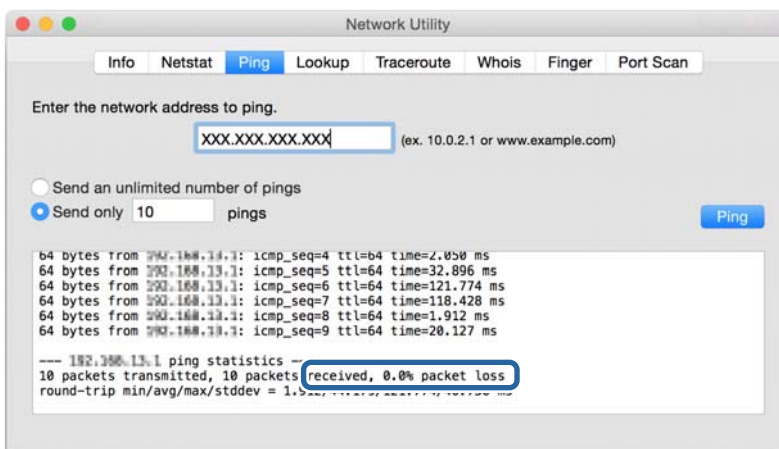 Network Utility
Info Netstat Ping Lookup Traceroute Whois Finger Port Scan
Enter the network address to ping.
XXX.XXX.XXX.XXX (ex. 10.0.2.1 or www.example.com)
Send an unlimited number of pings
Send only 10 pings
Ping
64 bytes from : icmp_seq=4 ttl=64 time=2.050 ms
64 bytes from : icmp_seq=5 ttl=64 time=32.896 ms
64 bytes from : icmp_seq=6 ttl=64 time=121.774 ms
64 bytes from : icmp_seq=7 ttl=64 time=118.428 ms
64 bytes from : icmp_seq=8 ttl=64 time=1.912 ms
64 bytes from : icmp_seq=9 ttl=64 time=20.127 ms
--- ping statistics ---
10 packets transmitted, 10 packets received, 0.0% packet loss
round-trip min/avg/max/stddev = ms